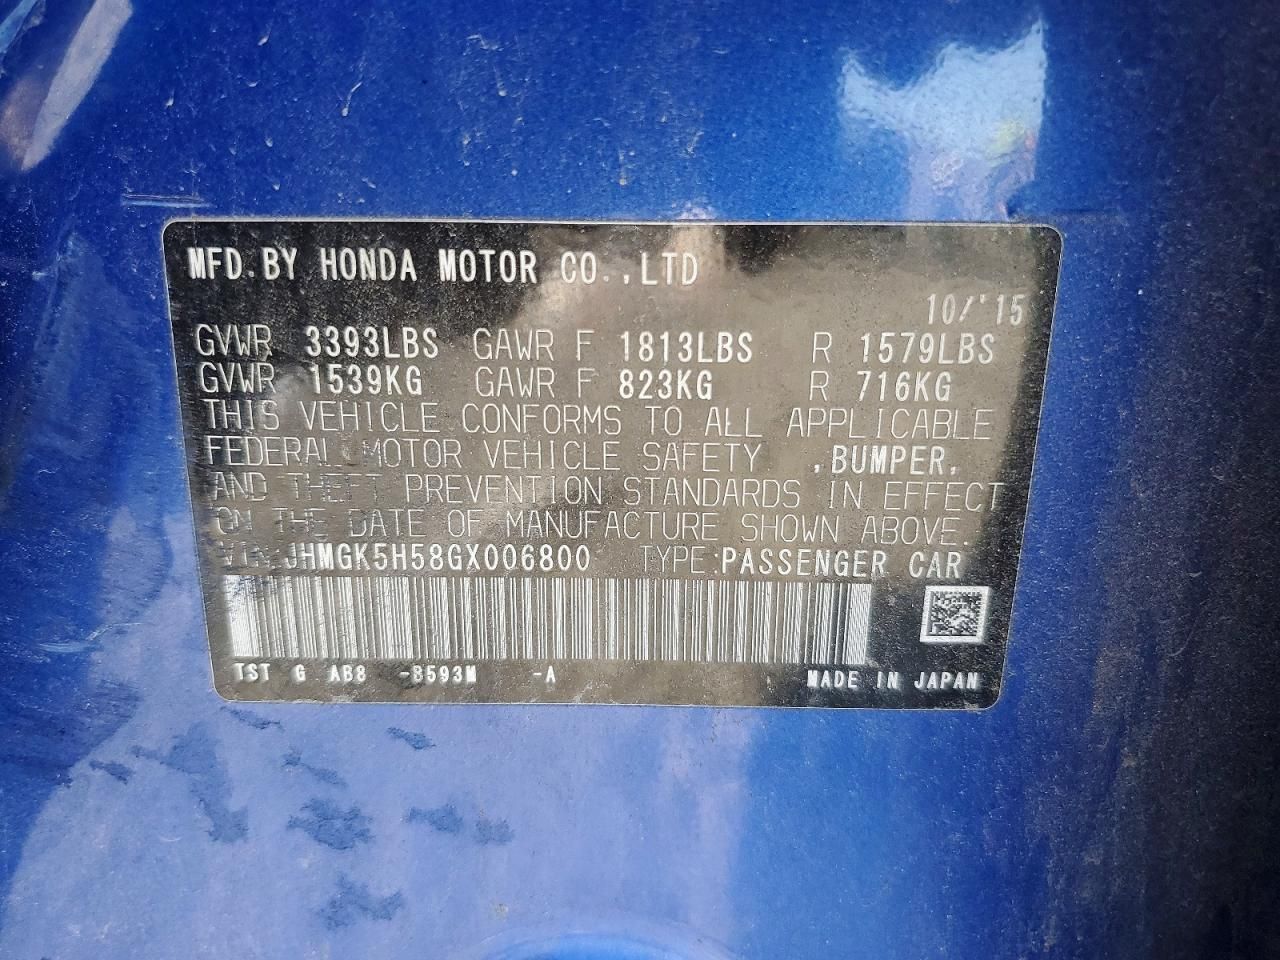 MFD.BY HONDA MOTOR CO.,LTD
10/'15
GVWR 3393LBS GAWR F 1813LBS R 1579LBS
GVWR 1539KG GAWR F 823KG R 716KG
THIS VEHICLE CONFORMS TO ALL APPLICABLE
FEDERAL MOTOR VEHICLE SAFETY ,BUMPER,
AND THEFT PREVENTION STANDARDS IN EFFECT
ON THE DATE OF MANUFACTURE SHOWN ABOVE.
VIN:JHMGK5H58GX006800 TYPE:PASSENGER CAR
TST G AB8 -B593M -A MADE IN JAPAN